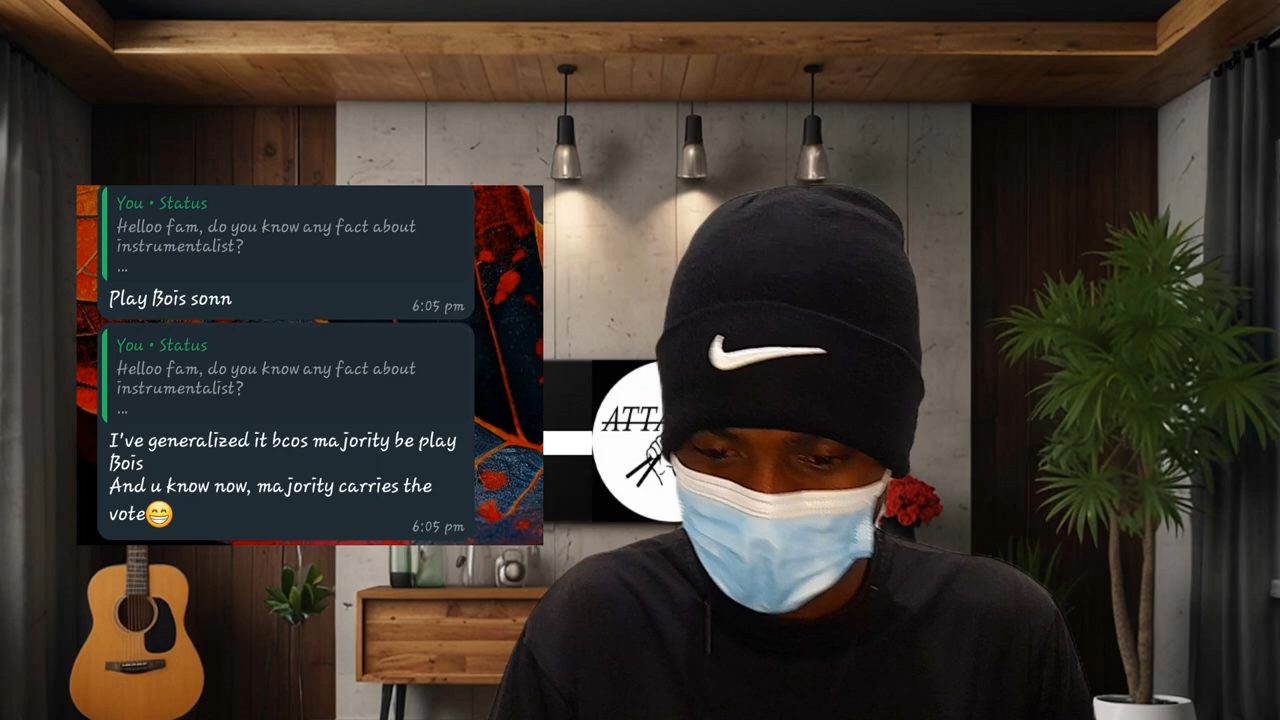 You • Status
Helloo fam, do you know any fact about
instrumentalist?
...
Play Bois sonn
6:05 pm
You • Status
Helloo fam, do you know any fact about
instrumentalist?
...
I've generalized it bcos majority be play
Bois
And u know now, majority carries the
vote😁
6:05 pm